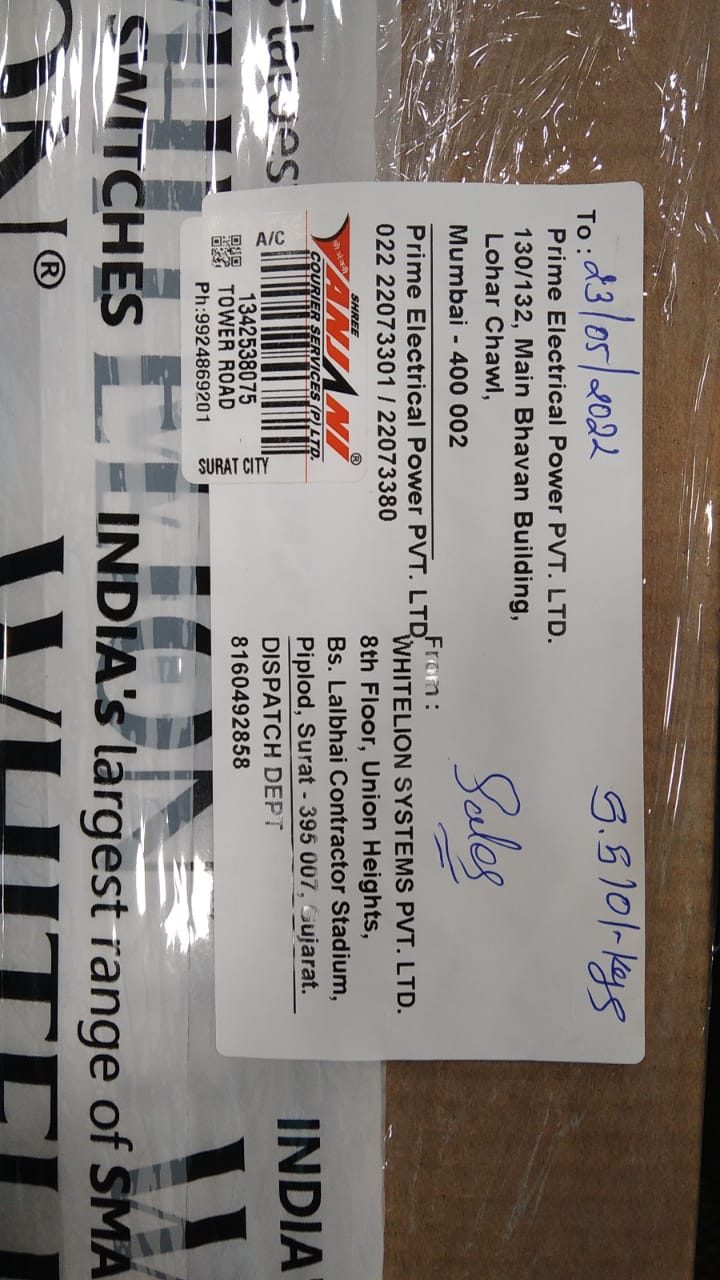 To : 23/05/2022
5.510/-kgs
Prime Electrical Power PVT. LTD.
130/132, Main Bhavan Building,
Lohar Chawl,
Mumbai - 400 002
Sales
Prime Electrical Power PVT. LTD
022 22073301 / 22073380
From :
WHITELION SYSTEMS PVT. LTD.
8th Floor, Union Heights,
Bs. Lalbhai Contractor Stadium,
Piplod, Surat - 395 007, Gujarat.
DISPATCH DEPT
8160492858
SHREE
ANJANI®
COURIER SERVICES (P) LTD.
A/C
1342538075
TOWER ROAD
Ph:9924869201
SURAT CITY
INDIA'
SWITCHES
INDIA's largest range of SMA
®
WHITEL